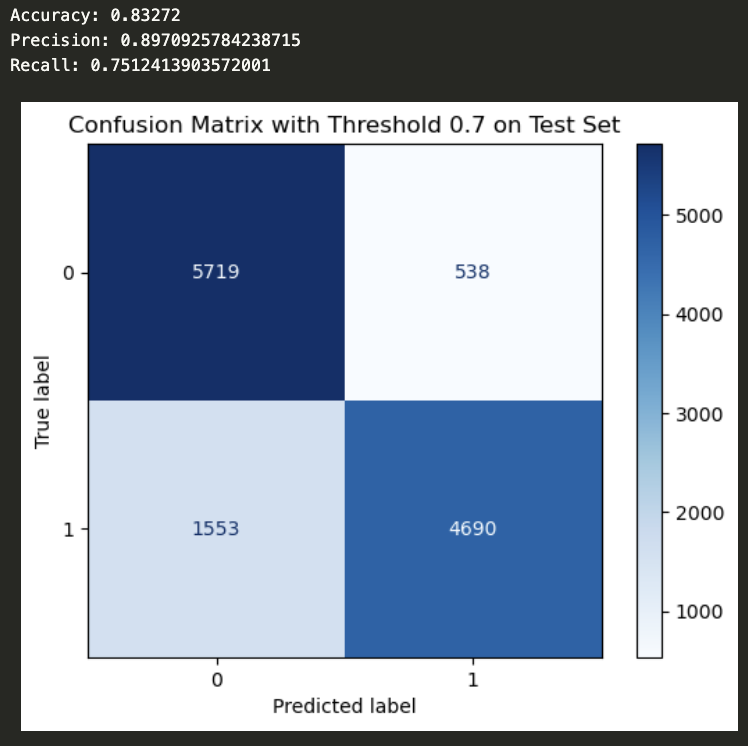 Accuracy: 0.83272
Precision: 0.8970925784238715
Recall: 0.7512413903572001
Confusion Matrix with Threshold 0.7 on Test Set
0
5719
538
1
1553
4690
0
1
Predicted label
True label
5000
4000
3000
2000
1000